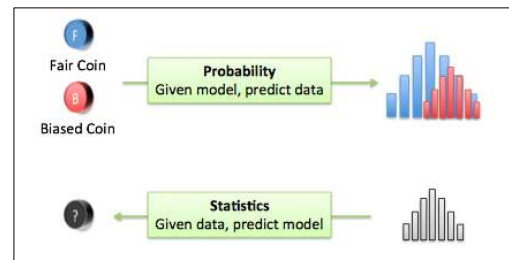 F
Fair Coin
B
Biased Coin
Probability
Given model, predict data
?
Statistics
Given data, predict model